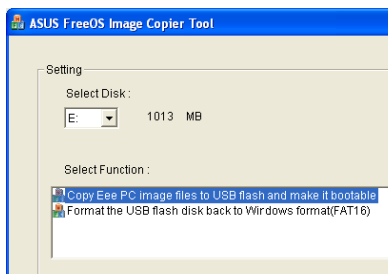 ASUS FreeOS Image Copier Tool
Setting
Select Disk :
E: 1013 MB
Select Function :
Copy Eee PC image files to USB flash and make it bootable
Format the USB flash disk back to Windows format(FAT16)